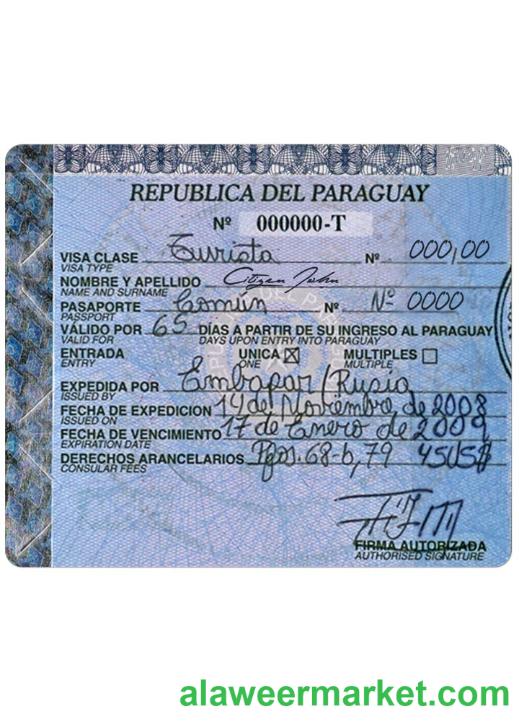 REPUBLICA DEL PARAGUAY
Nº 000000-T
VISA CLASE Turista Nº 000,00
VISA TYPE
NOMBRE Y APELLIDO Citizen John
NAME AND SURNAME
PASAPORTE Común Nº Nº 0000
PASSPORT
VÁLIDO POR 65 DÍAS A PARTIR DE SU INGRESO AL PARAGUAY
VALID FOR DAYS UPON ENTRY INTO PARAGUAY
ENTRADA UNICA ☒ MULTIPLES ☐
ENTRY ONE MULTIPLE
EXPEDIDA POR Embapar/Rusia
ISSUED BY
FECHA DE EXPEDICION 14 de Noviembre de 2008
ISSUED ON
FECHA DE VENCIMIENTO 17 de Enero de 2009
EXPIRATION DATE
DERECHOS ARANCELARIOS 68-b, 79 45US$
CONSULAR FEES
FIRMA AUTORIZADA
AUTHORISED SIGNATURE
alaweermarket.com